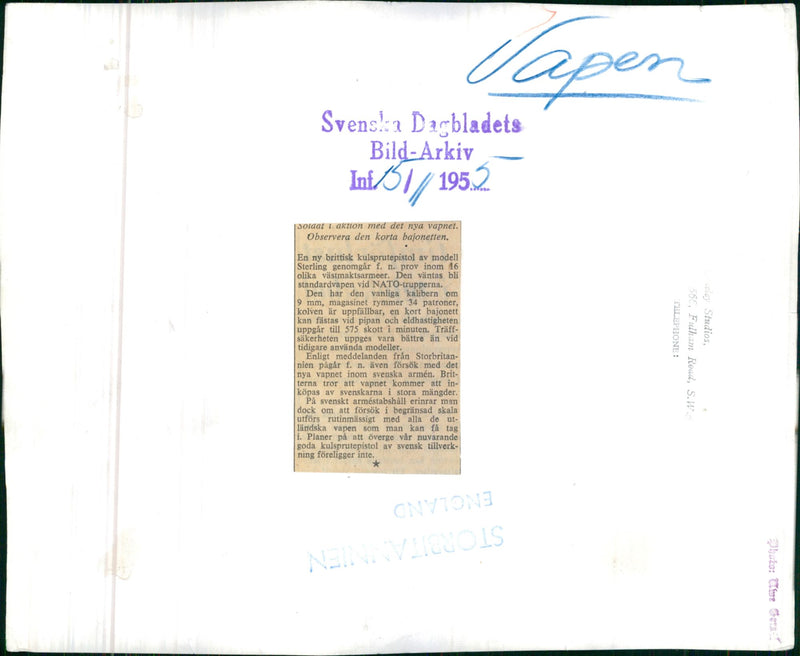 Vapen
Svenska Dagbladets
Bild-Arkiv
Inf. 15/11 1955
Soldat i aktion med det nya vapnet.
Observera den korta bajonetten.
En ny brittisk kulsprutepistol av modell
Sterling genomgår f. n. prov inom 16
olika västmaktsarmeer. Den väntas bli
standardvapen vid NATO-trupperna.
Den har den vanliga kalibern om
9 mm, magasinet rymmer 34 patroner,
kolven är uppfällbar, en kort bajonett
kan fästas vid pipan och eldhastigheten
uppgår till 575 skott i minuten. Träff-
säkerheten uppges vara bättre än vid
tidigare använda modeller.
Enligt meddelanden från Storbritan-
nien pågår f. n. även försök med det
nya vapnet inom svenska armén. Brit-
terna tror att vapnet kommer att in-
köpas av svenskarna i stora mängder.
På svenskt arméstabshåll erinrar man
dock om att försök i begränsad skala
utförs rutinmässigt med alla de ut-
ländska vapen som man kan få tag
i. Planer på att överge vår nuvarande
goda kulsprutepistol av svensk tillverk-
ning föreligger inte.
Studios,
Fulham Road, S.W.
TELEPHONE:
ENGLAND
STORBITANNIEN
Photo: